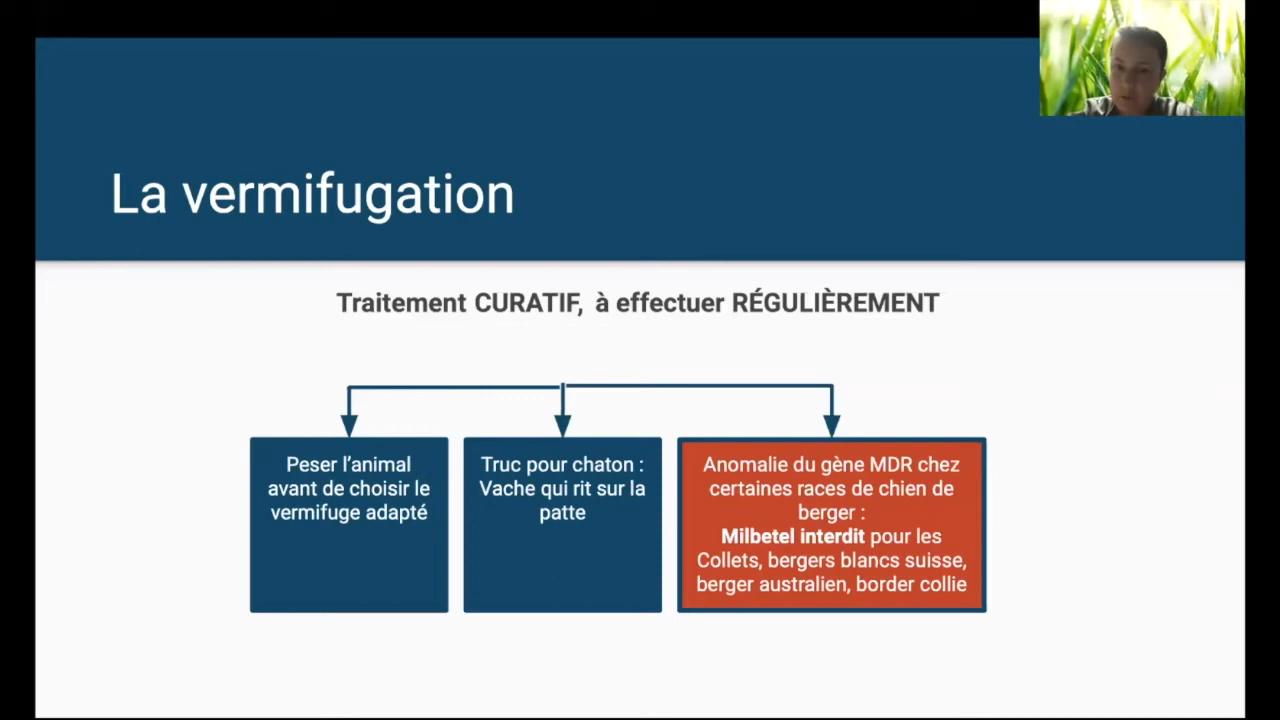 La vermifugation
Traitement CURATIF, à effectuer RÉGULIÈREMENT
Peser l’animal
avant de choisir le
vermifuge adapté
Truc pour chaton :
Vache qui rit sur la
patte
Anomalie du gène MDR chez
certaines races de chien de
berger :
Milbetel interdit pour les
Collets, bergers blancs suisse,
berger australien, border collie